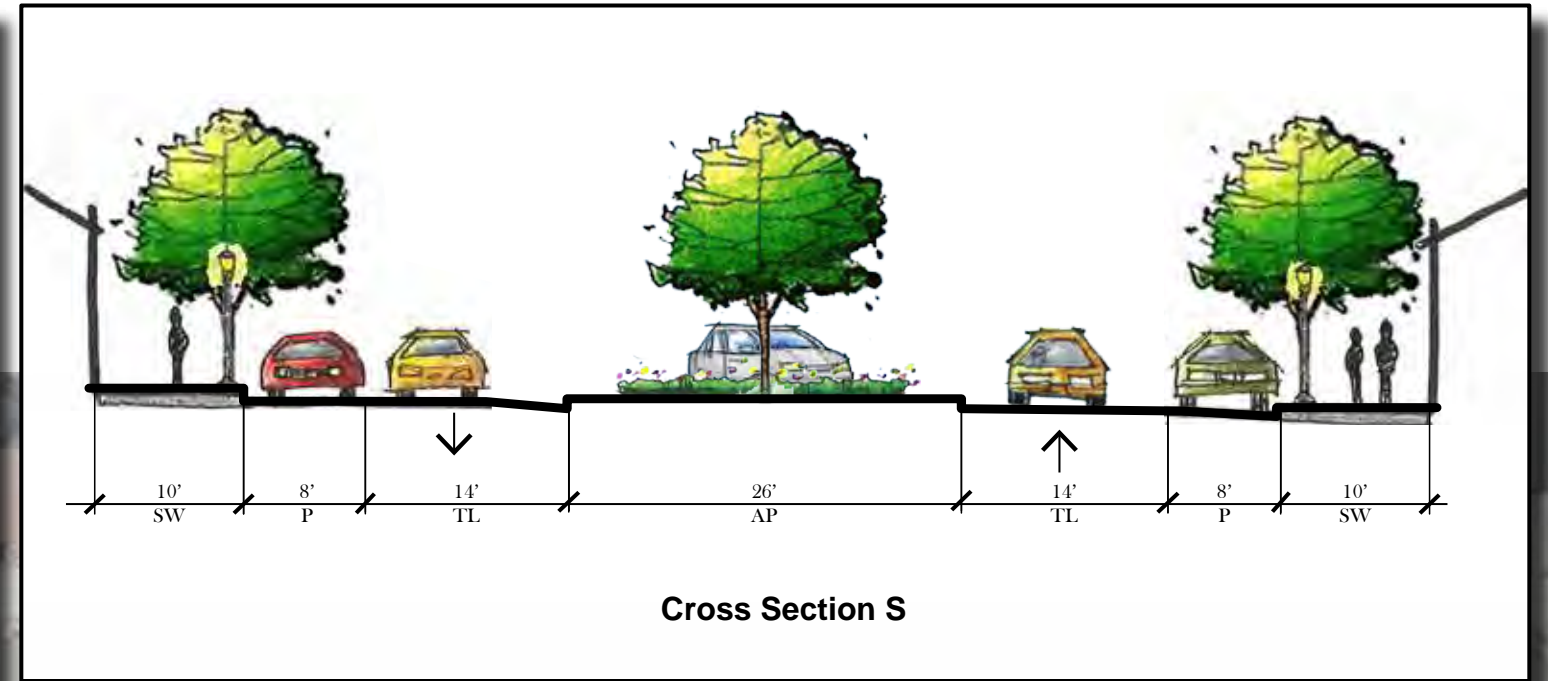 10’ 8’ 14’ 26’ 14’ 8’ 10’
SW P TL AP TL P SW
Cross Section S